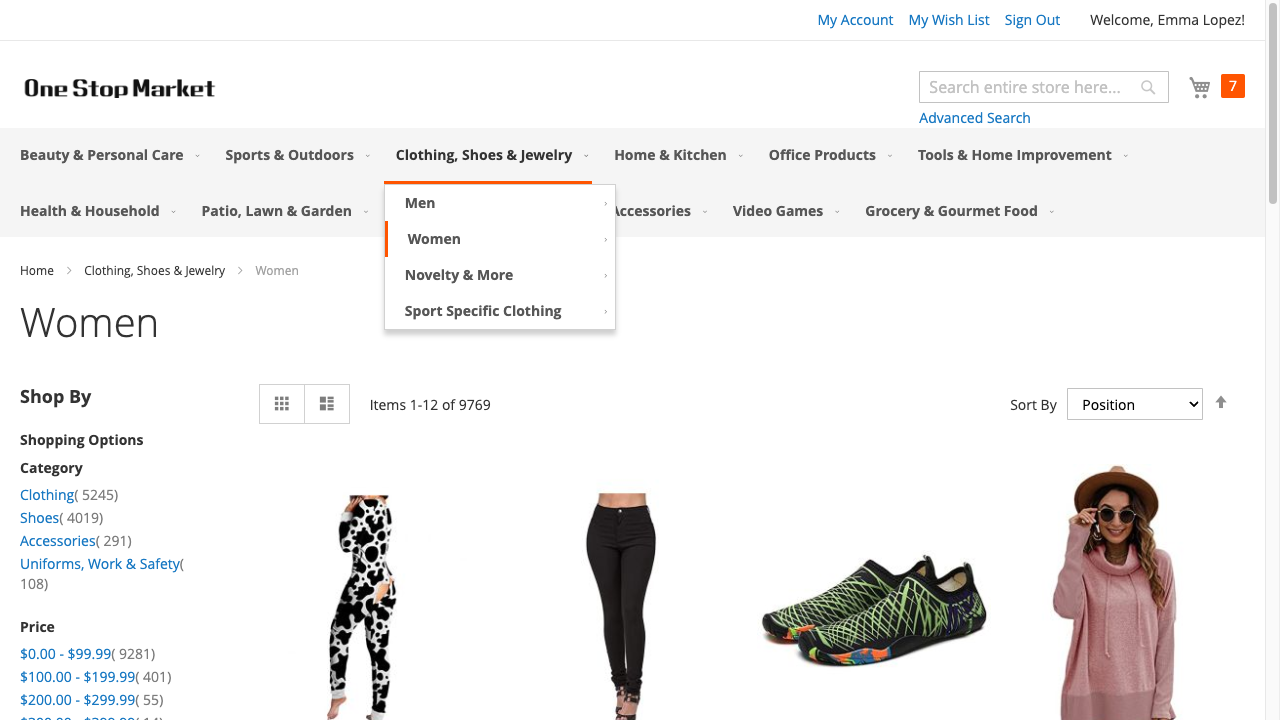 My Account
My Wish List
Sign Out
Welcome, Emma Lopez!
One Stop Market
Search entire store here...
7
Advanced Search
Beauty & Personal Care
Sports & Outdoors
Clothing, Shoes & Jewelry
Home & Kitchen
Office Products
Tools & Home Improvement
Health & Household
Patio, Lawn & Garden
Accessories
Video Games
Grocery & Gourmet Food
Men
Women
Novelty & More
Sport Specific Clothing
Home
Clothing, Shoes & Jewelry
Women
Women
Shop By
Items 1-12 of 9769
Sort By
Position
Shopping Options
Category
Clothing( 5245)
Shoes( 4019)
Accessories( 291)
Uniforms, Work & Safety(
108)
Price
$0.00 - $99.99( 9281)
$100.00 - $199.99( 401)
$200.00 - $299.99( 55)